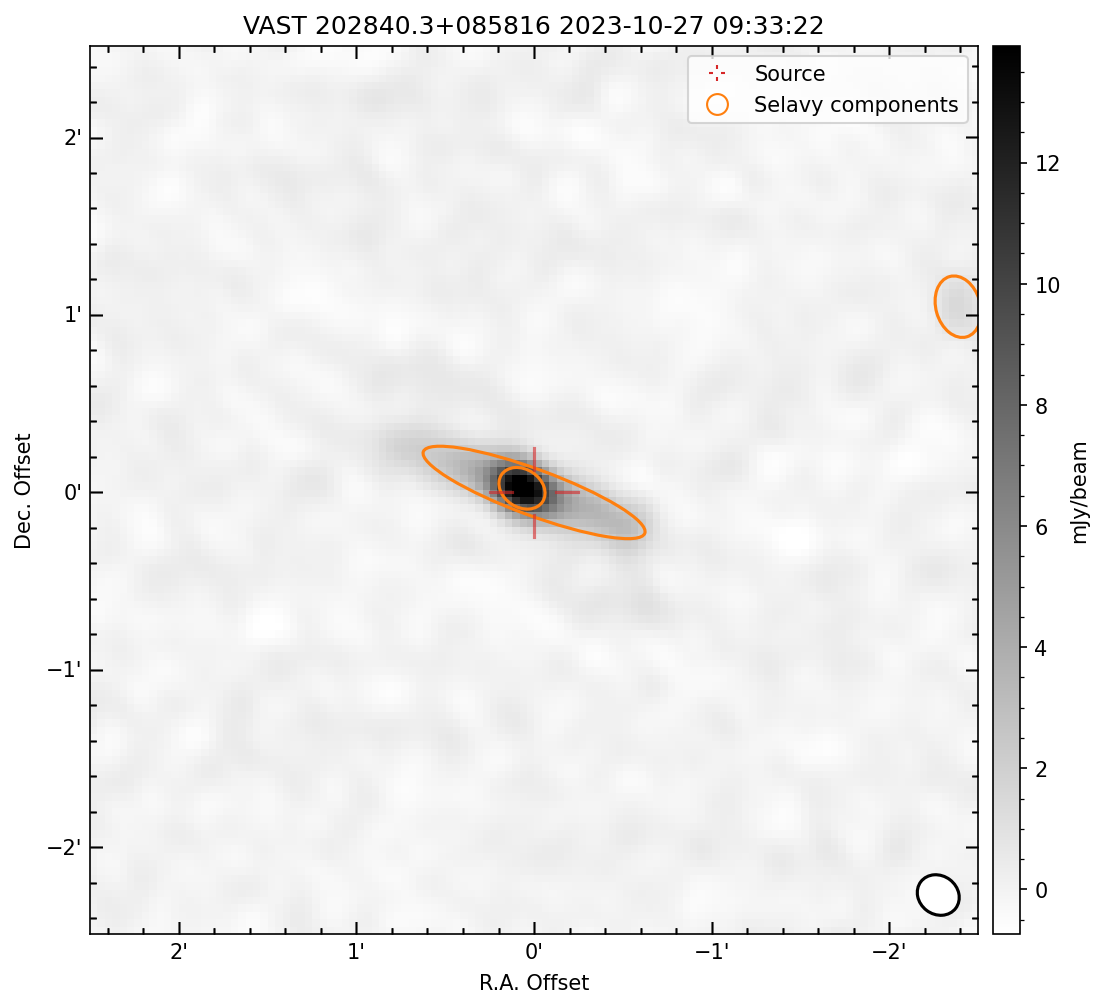 VAST 202840.3+085816 2023-10-27 09:33:22
Source
Selavy components
2'
1'
0'
−1'
−2'
Dec. Offset
2'
1'
0'
−1'
−2'
R.A. Offset
12
10
8
6
4
2
0
mJy/beam